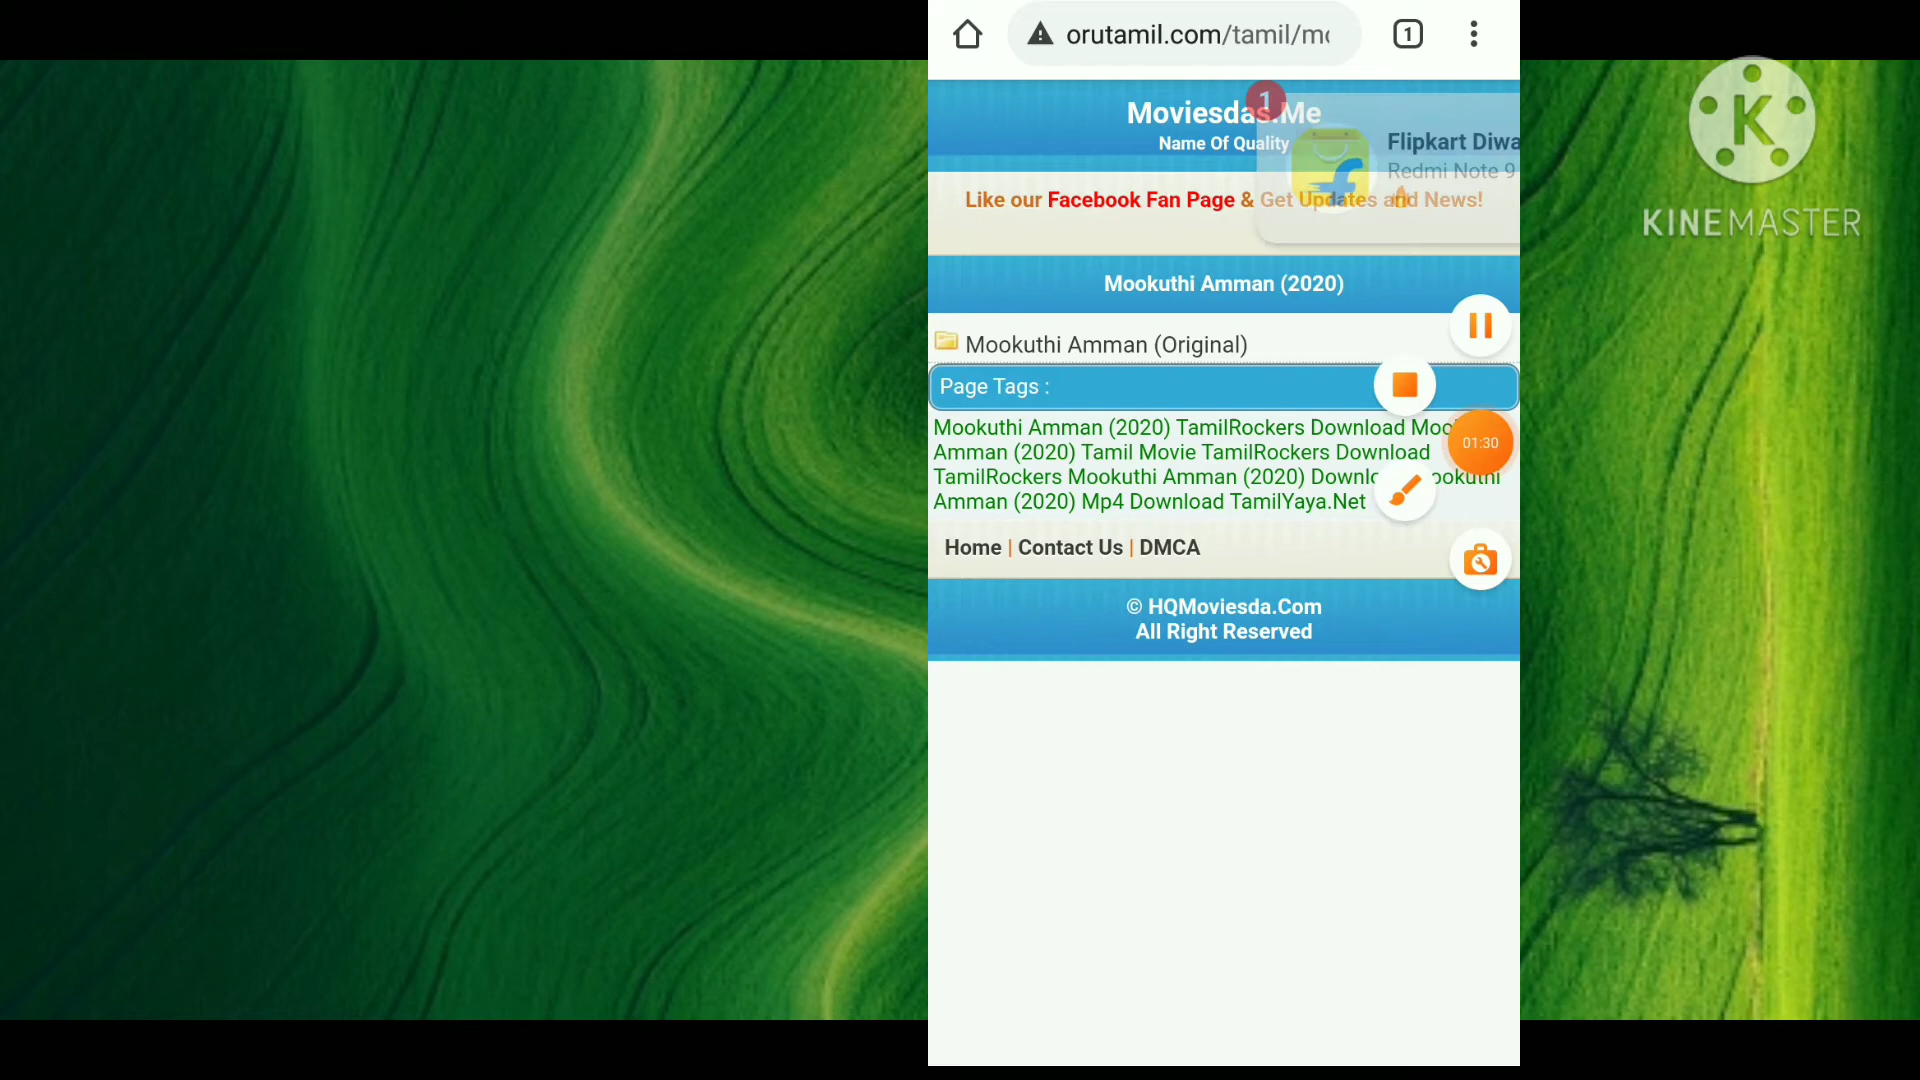 orutamil.com/tamil/mo
1
Moviesdas.Me
1
Name Of Quality
Flipkart Diwa
Redmi Note 9
Like our Facebook Fan Page & Get Updates and News!
KINEMASTER
Mookuthi Amman (2020)
Mookuthi Amman (Original)
Page Tags :
Mookuthi Amman (2020) TamilRockers Download
Amman (2020) Tamil Movie TamilRockers Download
01:30
TamilRockers Mookuthi Amman (2020)
Amman (2020) Mp4 Download TamilYaya.Net
Home | Contact Us | DMCA
© HQMoviesda.Com
All Right Reserved